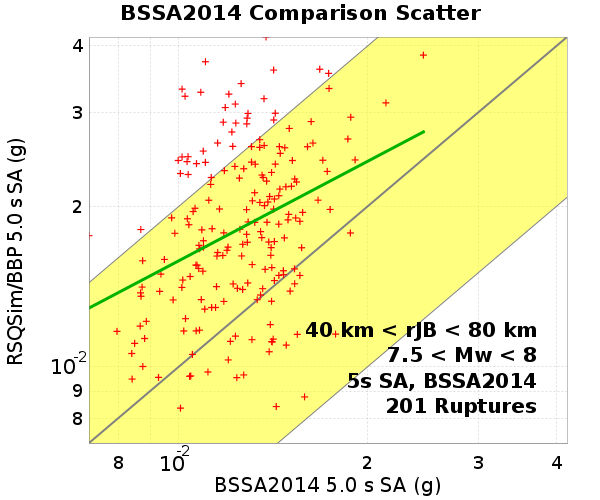 BSSA2014 Comparison Scatter
RSQSim/BBP 5.0 s SA (g)
4
3
2
10⁻²
9
8
40 km < rJB < 80 km
7.5 < Mw < 8
5s SA, BSSA2014
201 Ruptures
8
10⁻²
2
3
4
BSSA2014 5.0 s SA (g)